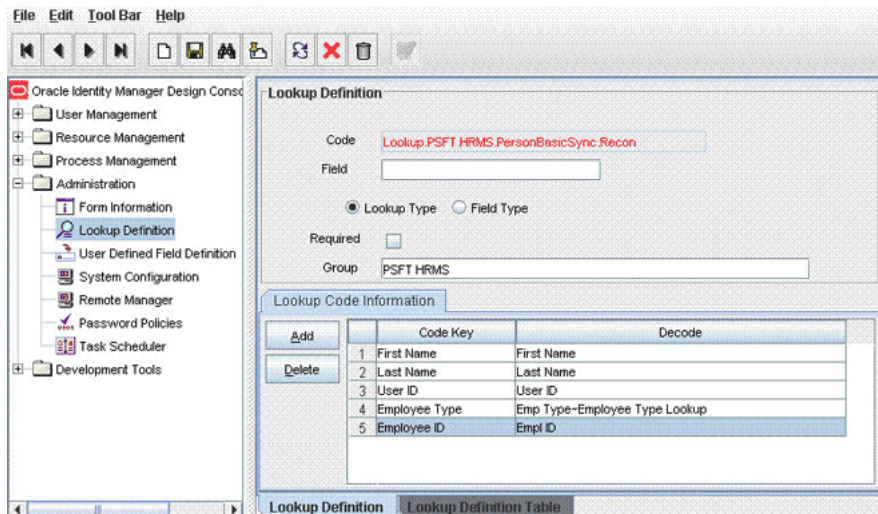 File Edit Tool Bar Help
Oracle Identity Manager Design Consc
User Management
Resource Management
Process Management
Administration
Form Information
Lookup Definition
User Defined Field Definition
System Configuration
Remote Manager
Password Policies
Task Scheduler
Development Tools
Lookup Definition
Code Lookup.PSFT.HRMS.PersonBasicSync.Recon
Field
Lookup Type Field Type
Required
Group PSFT HRMS
Lookup Code Information
Add
Delete
Code Key Decode
1 First Name First Name
2 Last Name Last Name
3 User ID User ID
4 Employee Type Emp Type~Employee Type Lookup
5 Employee ID Empl ID
Lookup Definition Lookup Definition Table